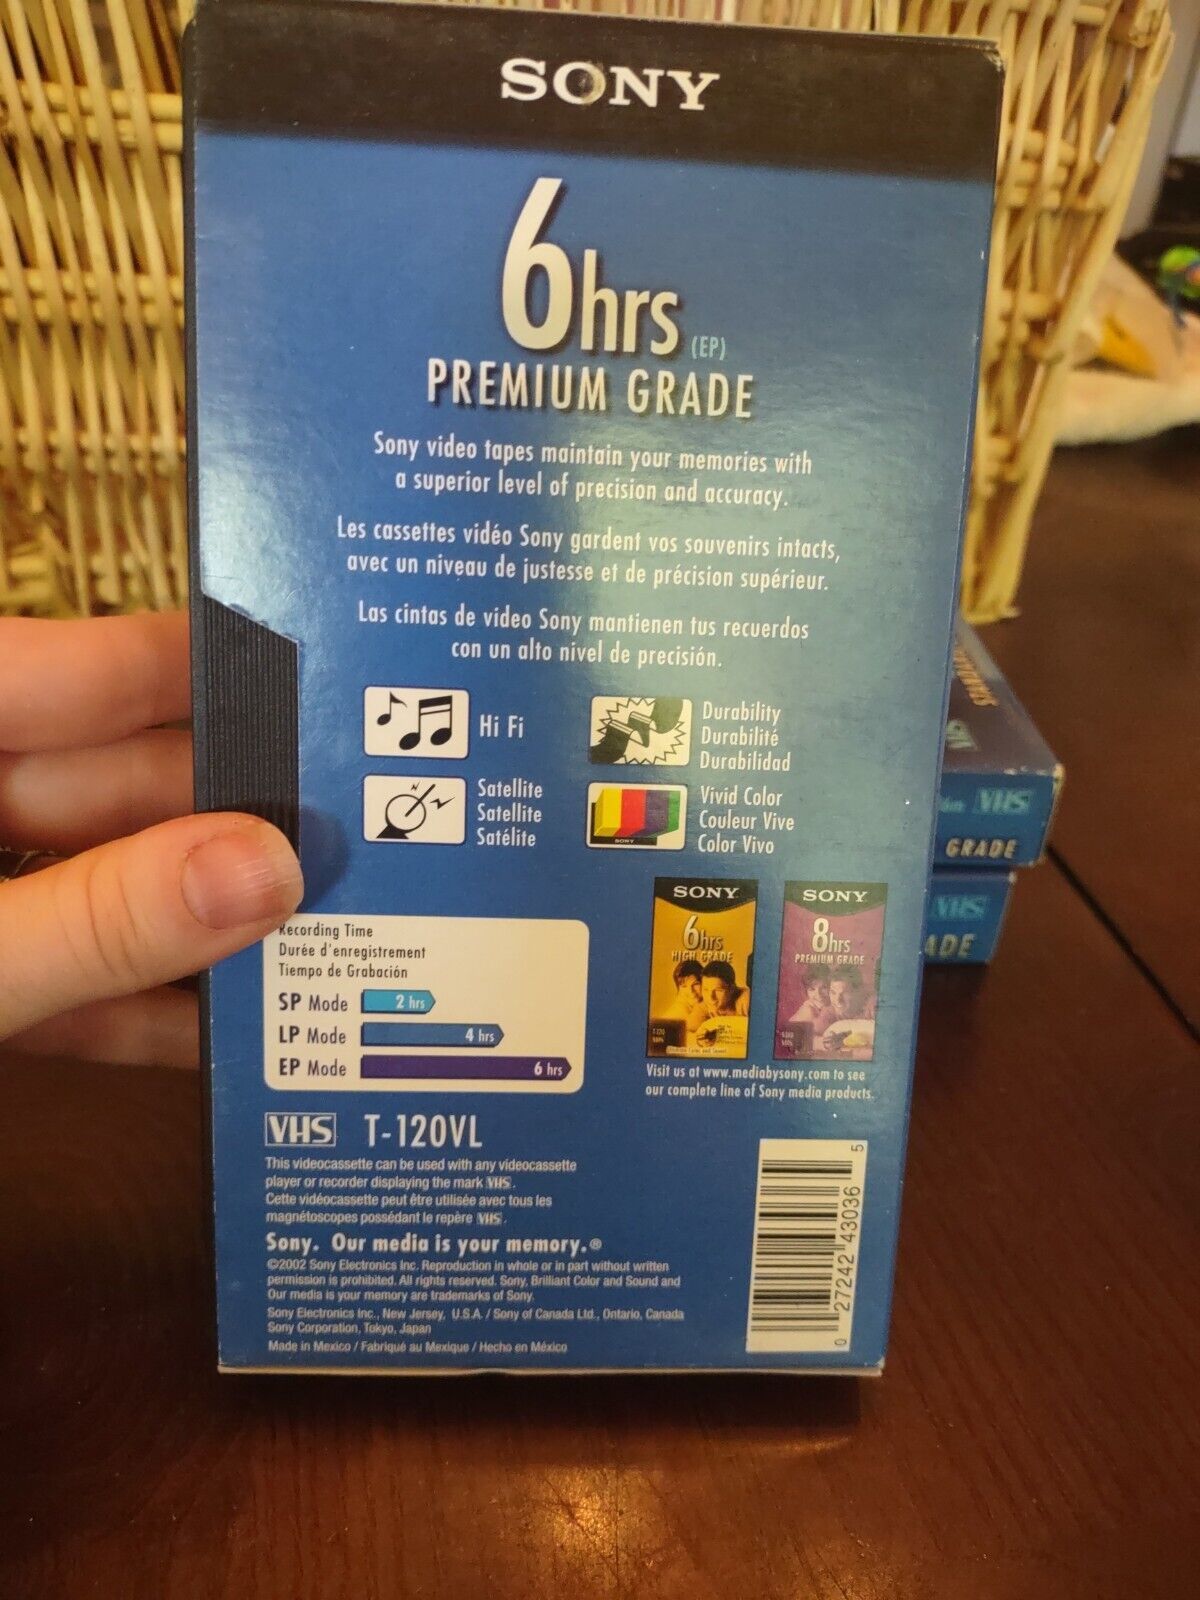 SONY
6hrs (EP)
PREMIUM GRADE
Sony video tapes maintain your memories with
a superior level of precision and accuracy.
Les cassettes vidéo Sony gardent vos souvenirs intacts,
avec un niveau de justesse et de précision supérieur.
Las cintas de video Sony mantienen tus recuerdos
con un alto nivel de precisión.
Hi Fi
Durability
Durabilité
Durabilidad
Satellite
Satellite
Satélite
SONY
Vivid Color
Couleur Vive
Color Vivo
Recording Time
Durée d'enregistrement
Tiempo de Grabación
SP Mode 2 hrs
LP Mode 4 hrs
EP Mode 6 hrs
SONY
6hrs
HIGH GRADE
T-120
SONY
8hrs
PREMIUM GRADE
Visit us at www.mediabysony.com to see
our complete line of Sony media products.
VHS T-120VL
This videocassette can be used with any videocassette
player or recorder displaying the mark VHS.
Cette vidéocassette peut être utilisée avec tous les
magnétoscopes possédant le repère VHS.
Sony. Our media is your memory.®
©2002 Sony Electronics Inc. Reproduction in whole or in part without written
permission is prohibited. All rights reserved. Sony, Brilliant Color and Sound and
Our media is your memory are trademarks of Sony.
Sony Electronics Inc., New Jersey, U.S.A. / Sony of Canada Ltd., Ontario, Canada
Sony Corporation, Tokyo, Japan
Made in Mexico / Fabriqué au Mexique / Hecho en México
0 27242 43036 5
VHS
VHS
GRADE
VHS
ADE